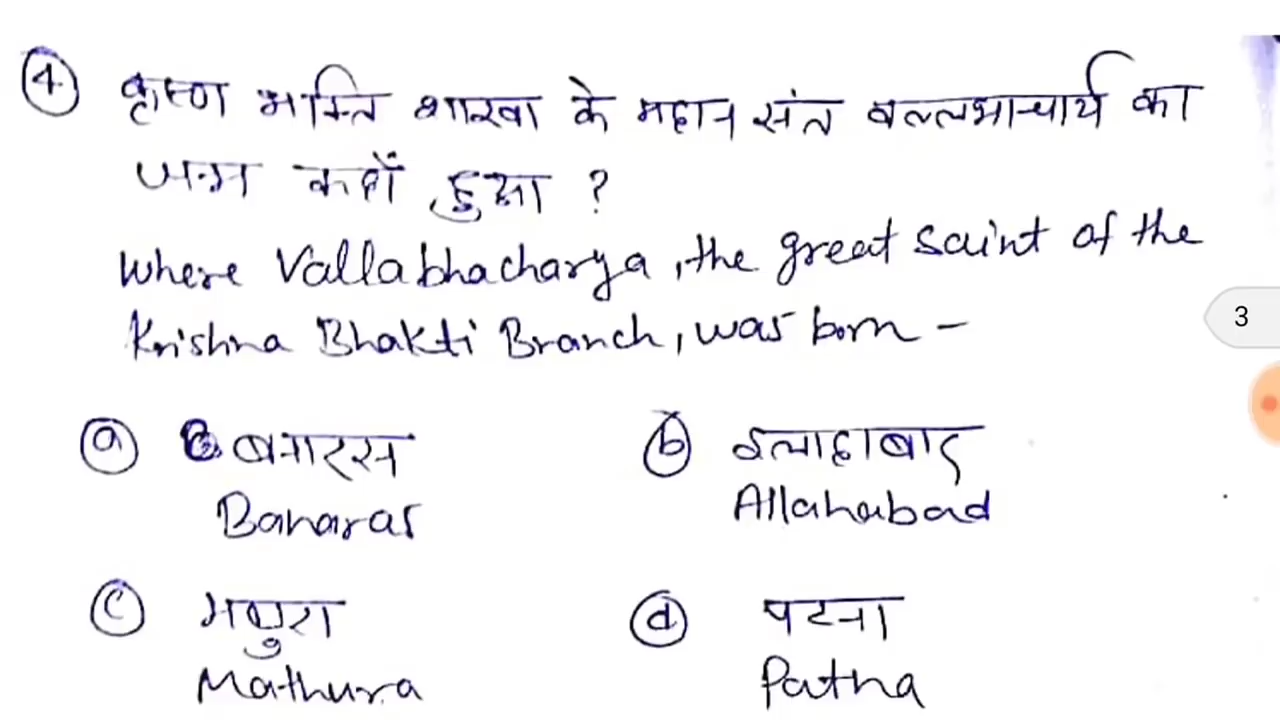 4 कृष्ण भक्ति शाखा के महान संत वल्लभाचार्य का
जन्म कहाँ हुआ ?
Where Vallabhacharya, the great saint of the
Krishna Bhakti Branch, was born -
a बनारस
Banaras
b इलाहाबाद
Allahabad
c मथुरा
Mathura
d पटना
Patna
3